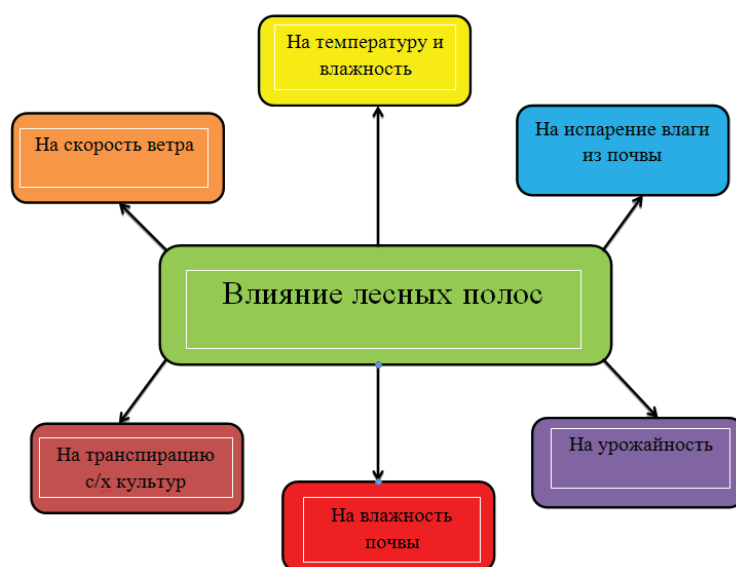 На температуру и
влажность
На скорость ветра
На испарение влаги
из почвы
Влияние лесных полос
На транспирацию
с/х культур
На урожайность
На влажность
почвы